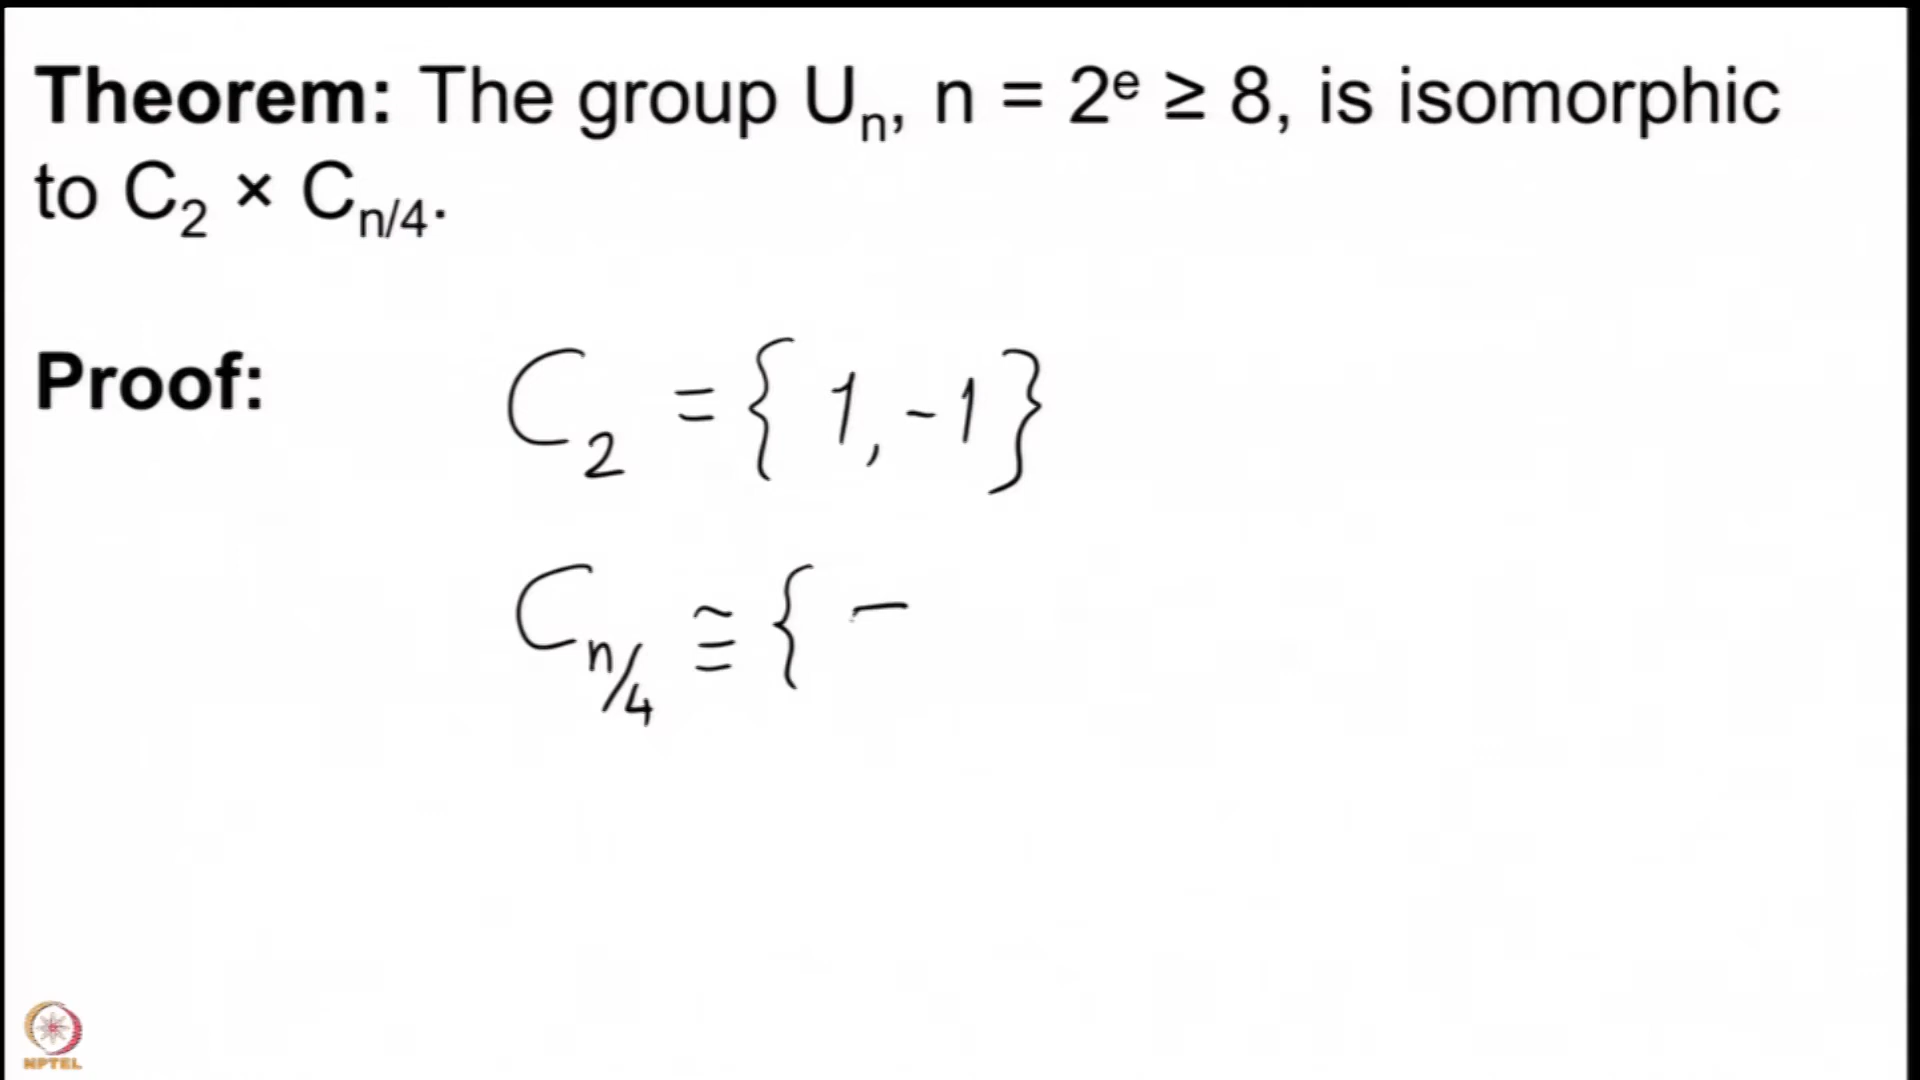 Theorem: The group Uₙ, n = 2ᵉ ≥ 8, is isomorphic
to C₂ × Cn/4.
Proof:
C₂ = { 1, -1 }
Cn/4 ≅ { –
NPTEL